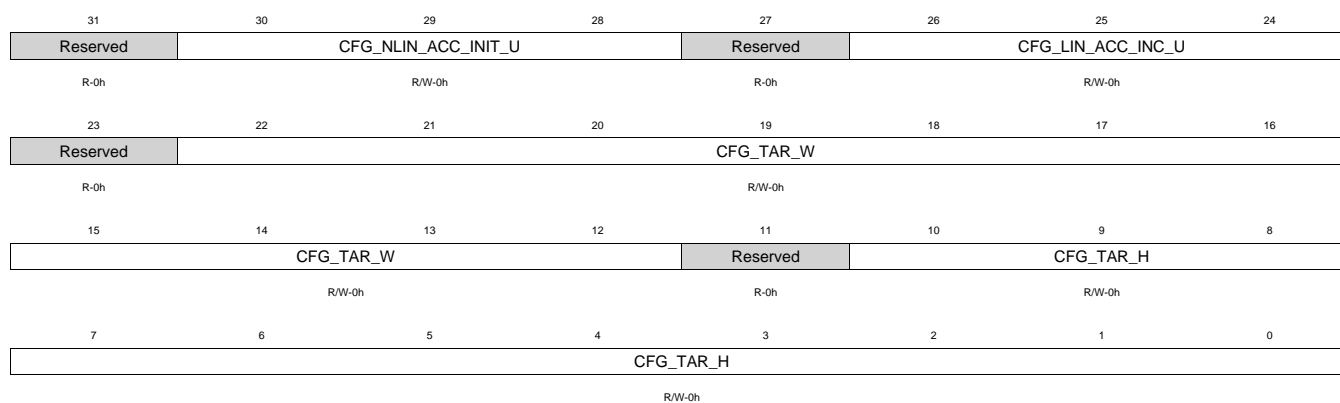 31 30 29 28 27 26 25 24
Reserved CFG_NLIN_ACC_INIT_U Reserved CFG_LIN_ACC_INC_U
R-0h R/W-0h R-0h R/W-0h
23 22 21 20 19 18 17 16
Reserved CFG_TAR_W
R-0h R/W-0h
15 14 13 12 11 10 9 8
CFG_TAR_W Reserved CFG_TAR_H
R/W-0h R-0h R/W-0h
7 6 5 4 3 2 1 0
CFG_TAR_H
R/W-0h